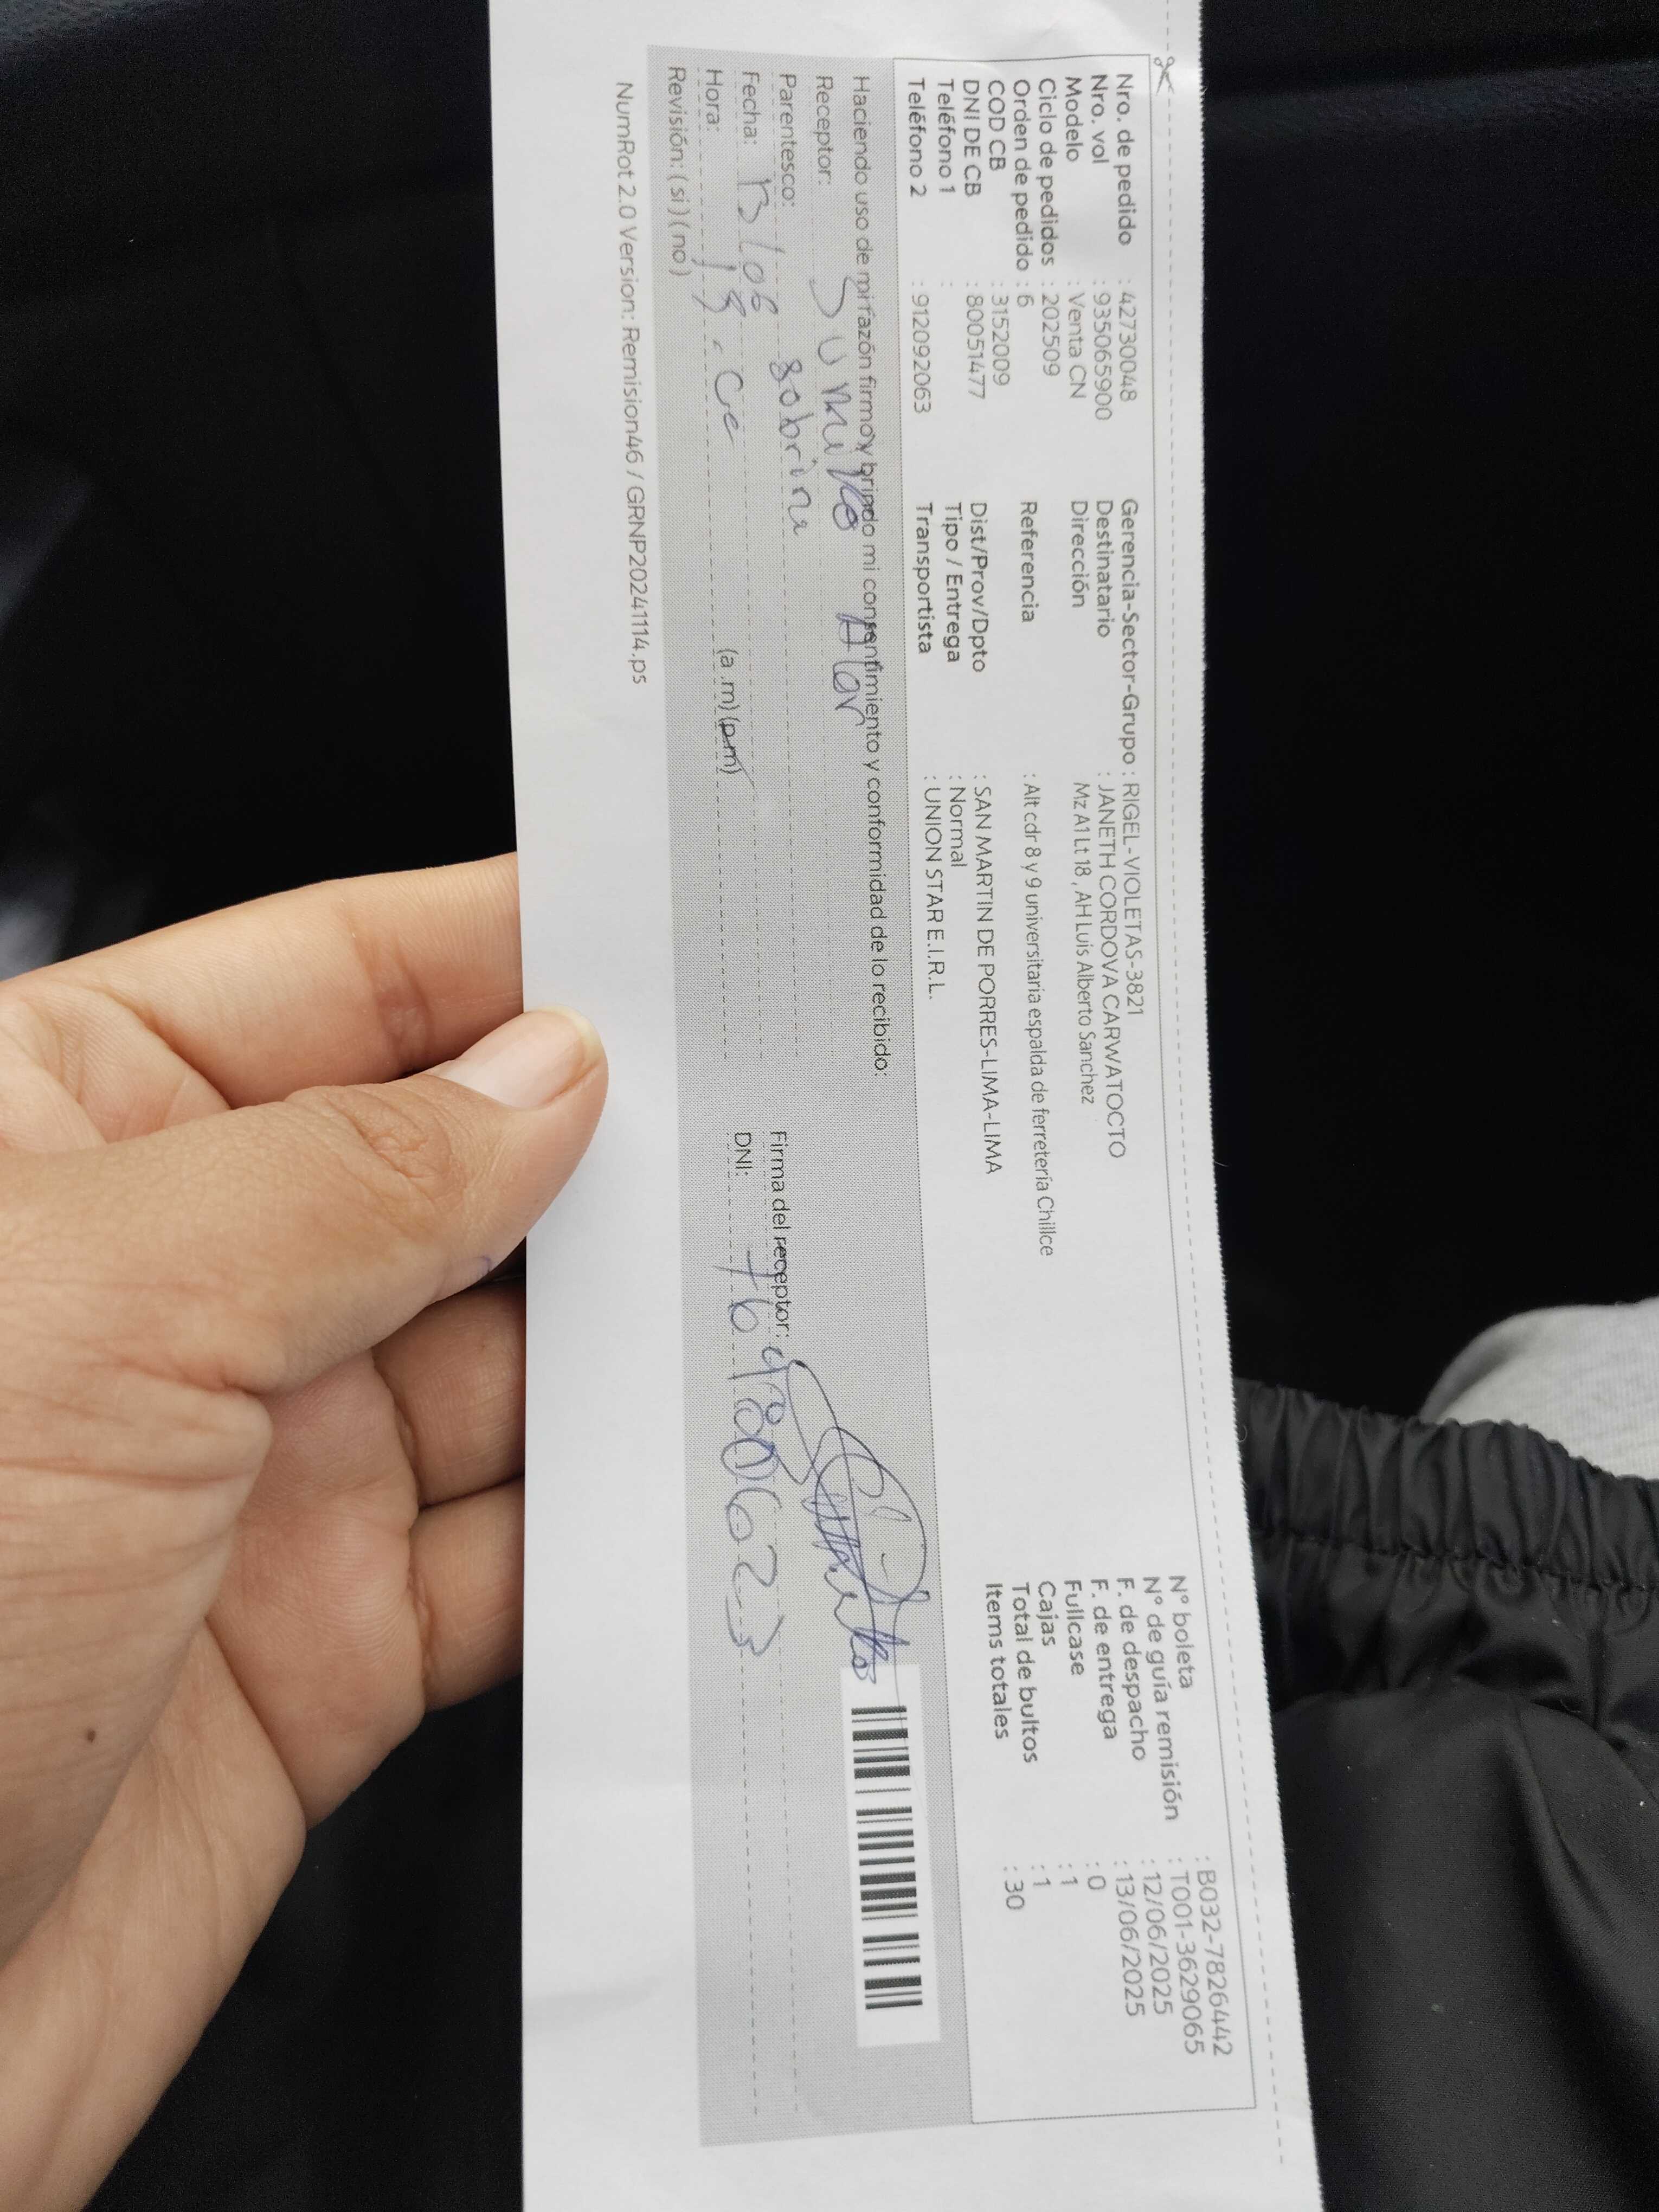 Nro. de pedido : 42730048
Nro. vol : 935065900
Modelo : Venta CN
Ciclo de pedidos : 202509
Orden de pedido : 6
COD CB : 3152009
DNI DE CB : 80051477
Teléfono 1 :
Teléfono 2 : 912092063
Gerencia-Sector-Grupo : RIGEL-VIOLETAS-3821
Destinatario : JANETH CORDOVA CARWATOCTO
Dirección Mz A1 Lt 18 , AH Luis Alberto Sanchez
Referencia : Alt cdr 8 y 9 universitaria espalda de ferretería Chillce
Dist/Prov/Dpto : SAN MARTIN DE PORRES-LIMA-LIMA
Tipo / Entrega : Normal
Transportista : UNION STAR E.I.R.L.
N° boleta : B032-7826442
N° de guía remisión : T001-3629065
F. de despacho : 12/06/2025
F. de entrega : 13/06/2025
Fullcase : 0
Cajas : 1
Total de bultos : 1
Items totales : 30
Haciendo uso de mi razón firmo y brindo mi consentimiento y conformidad de lo recibido:
Receptor:
Parentesco: sobrina
Fecha: 13/06
Hora: (a.m)(p.m)
Revisión: (si)(no)
Firma del receptor:
DNI:
NumRot 2.0 Version: Remision46 / GRNP20241114.ps